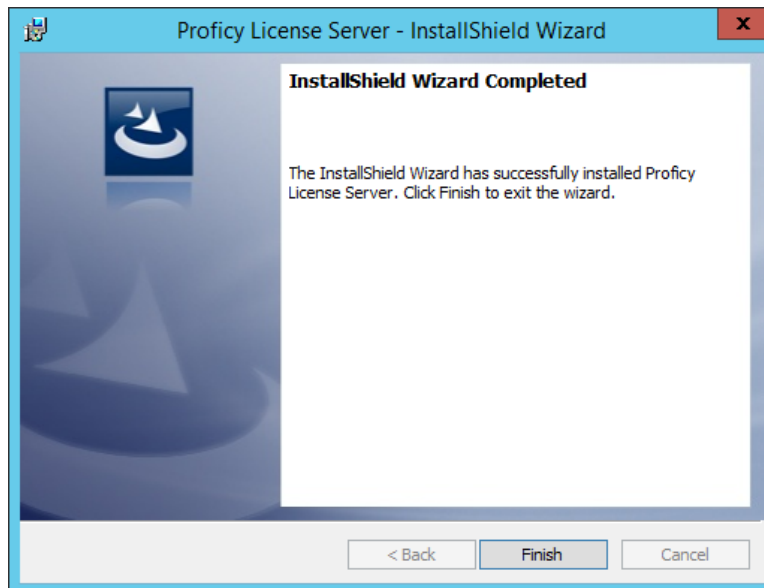 Proficy License Server - InstallShield Wizard
x
InstallShield Wizard Completed
The InstallShield Wizard has successfully installed Proficy
License Server. Click Finish to exit the wizard.
< Back
Finish
Cancel